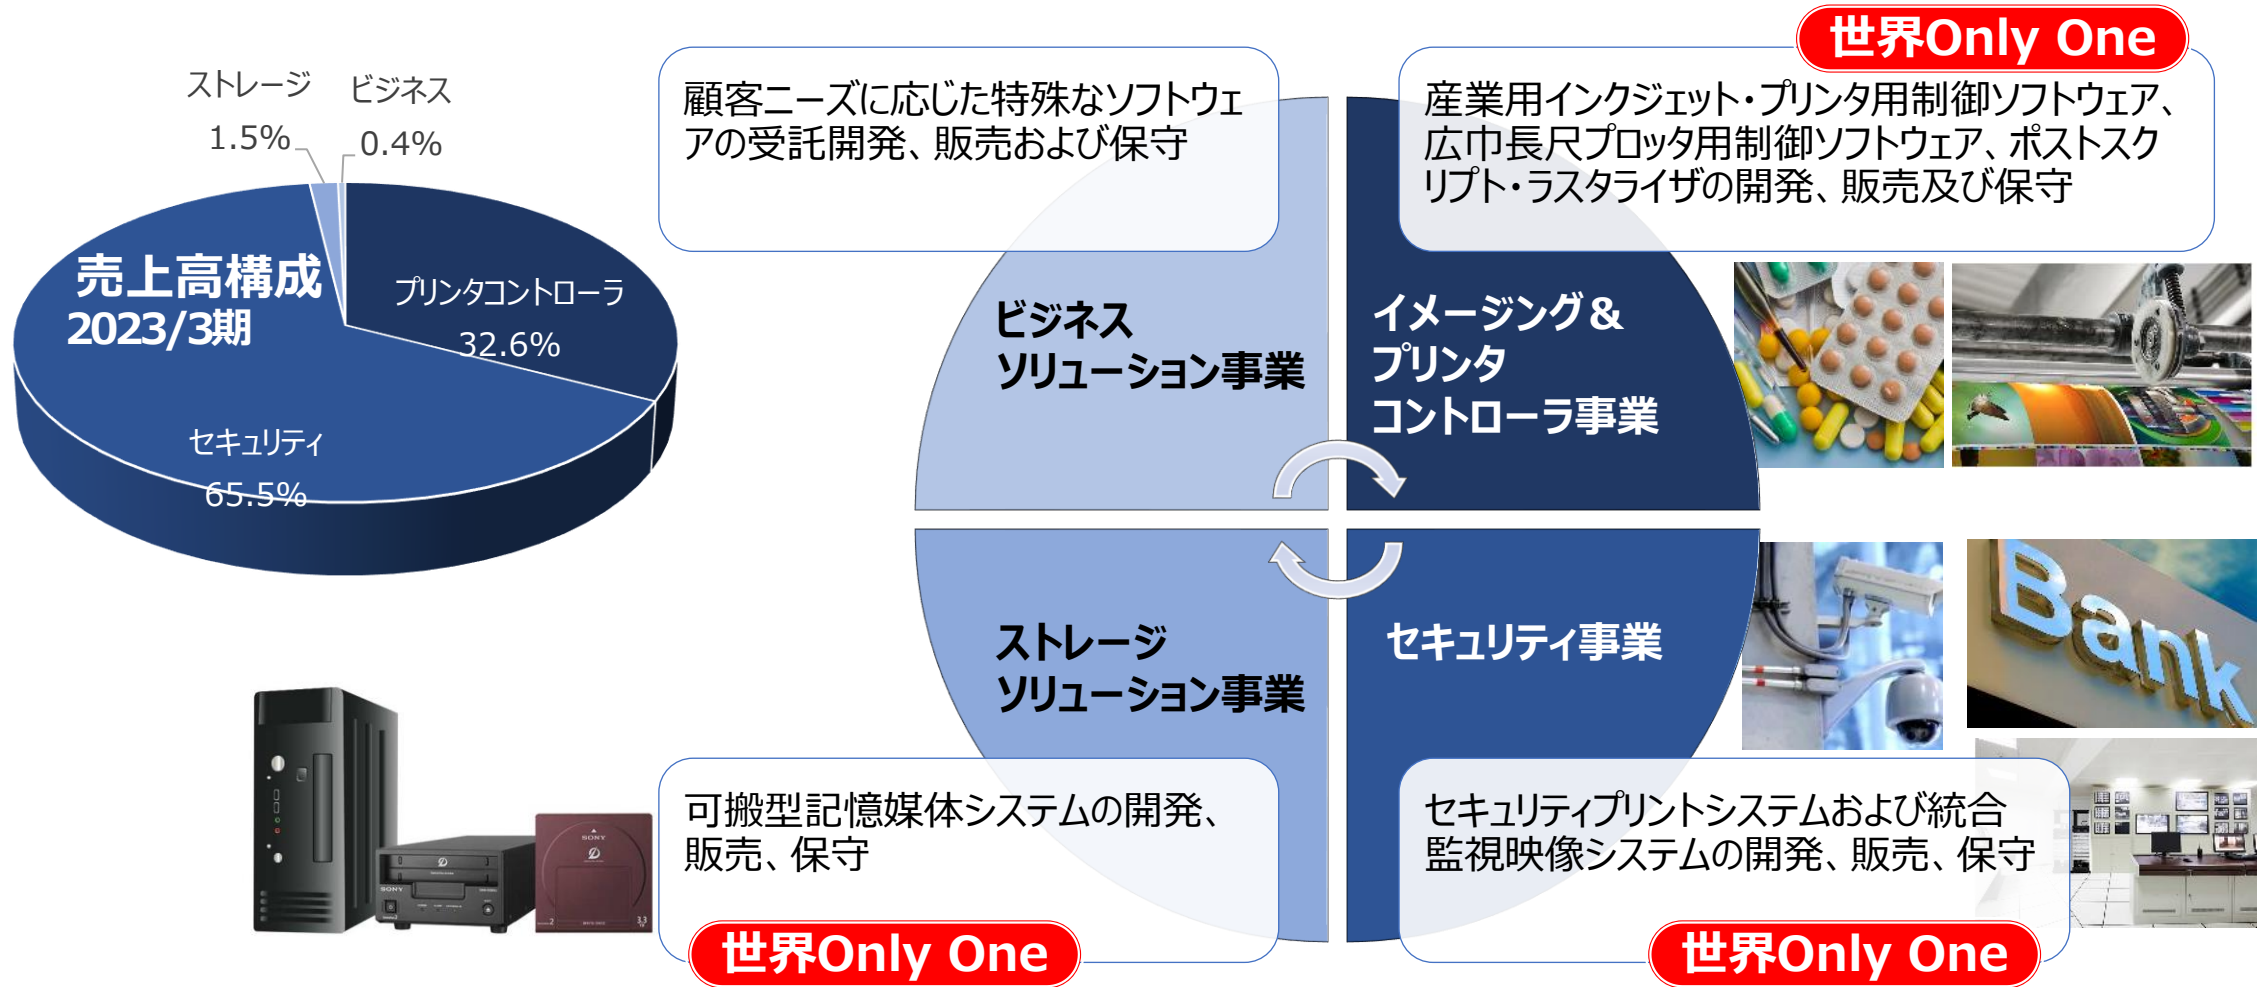 ストレージ
1.5%
ビジネス
0.4%
売上高構成
2023/3期
プリンタコントローラ
32.6%
セキュリティ
65.5%
顧客ニーズに応じた特殊なソフトウェ
アの受託開発、販売および保守
世界Only One
産業用インクジェット・プリンタ用制御ソフトウェア、
広巾長尺プロッタ用制御ソフトウェア、ポストスク
リプト・ラスタライザの開発、販売及び保守
ビジネス
ソリューション事業
イメージング＆
プリンタ
コントローラ事業
ストレージ
ソリューション事業
セキュリティ事業
Bank
SONY
SONY
可搬型記憶媒体システムの開発、
販売、保守
世界Only One
セキュリティプリントシステムおよび統合
監視映像システムの開発、販売、保守
世界Only One